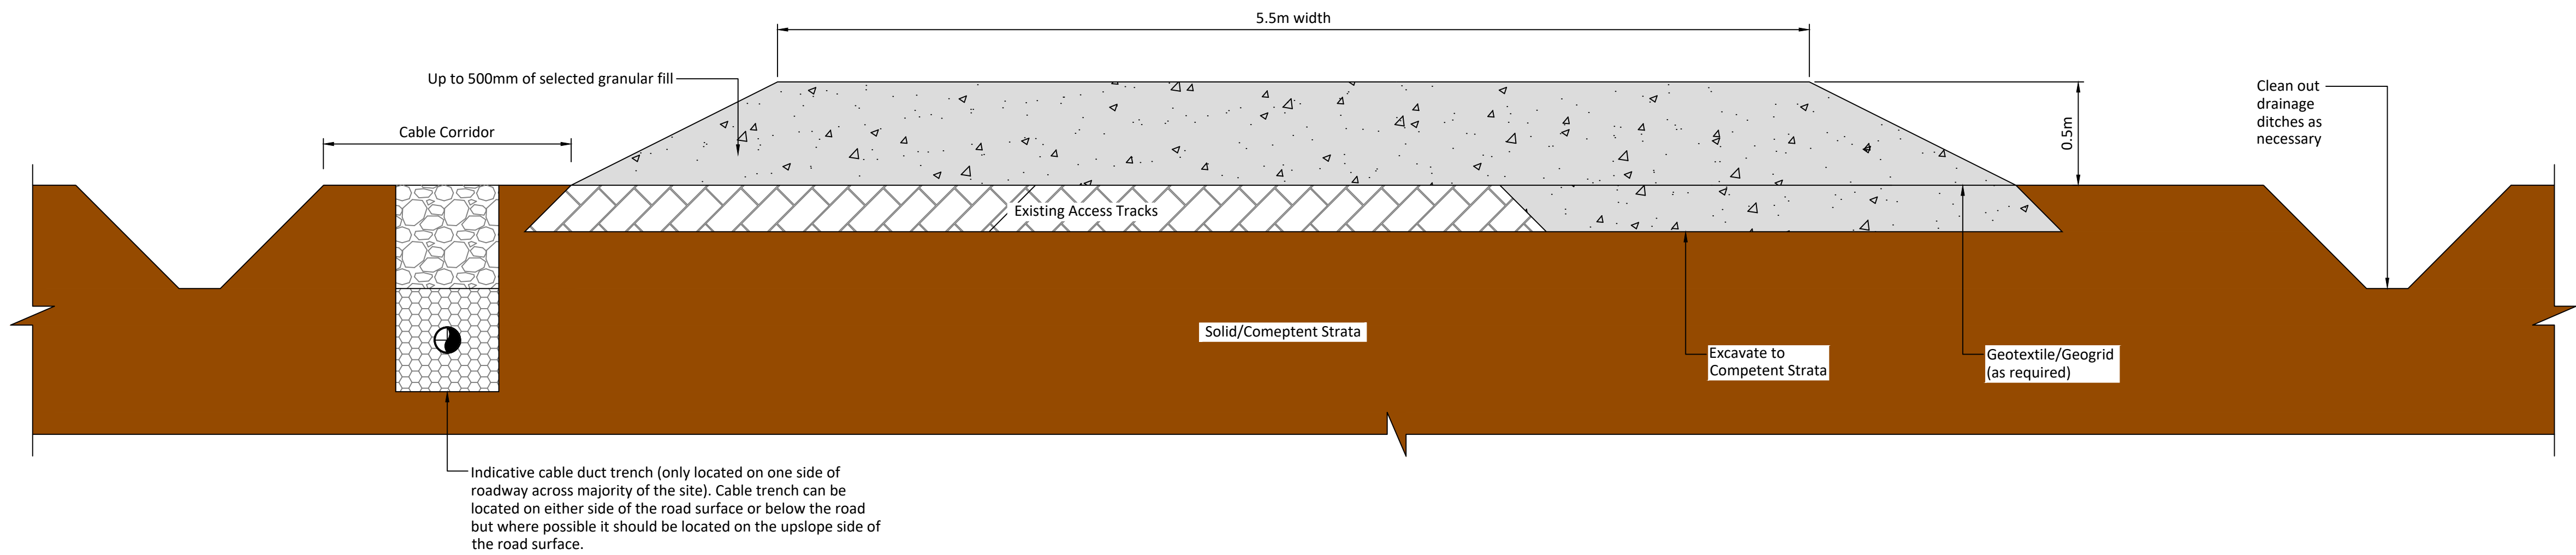 5.5m width
Up to 500mm of selected granular fill
Clean out
drainage
ditches as
necessary
Cable Corridor
0.5m
Existing Access Tracks
Solid/Comeptent Strata
Excavate to
Competent Strata
Geotextile/Geogrid
(as required)
Indicative cable duct trench (only located on one side of
roadway across majority of the site). Cable trench can be
located on either side of the road surface or below the road
but where possible it should be located on the upslope side of
the road surface.